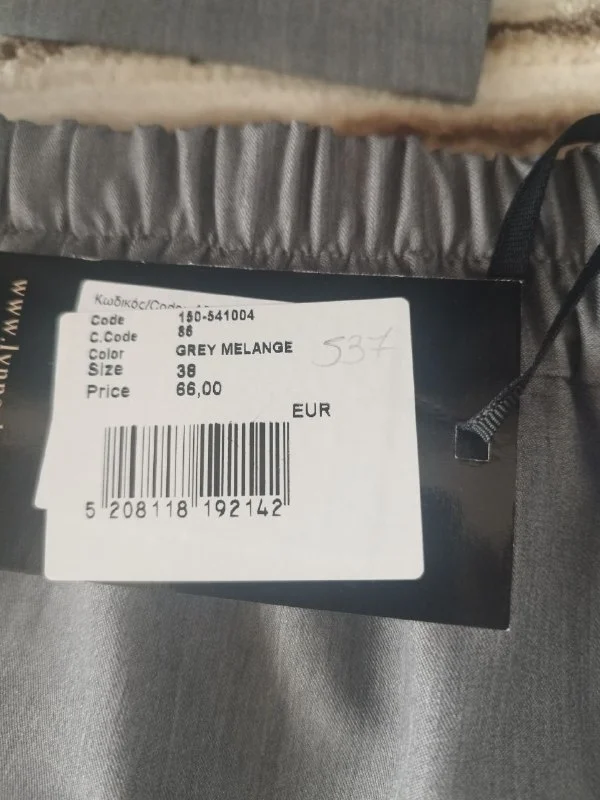 Κωδικός/Code
Code 150-541004
C.Code 86
Color GREY MELANGE
Size 38
Price 66,00
EUR
537
5 208118 192142